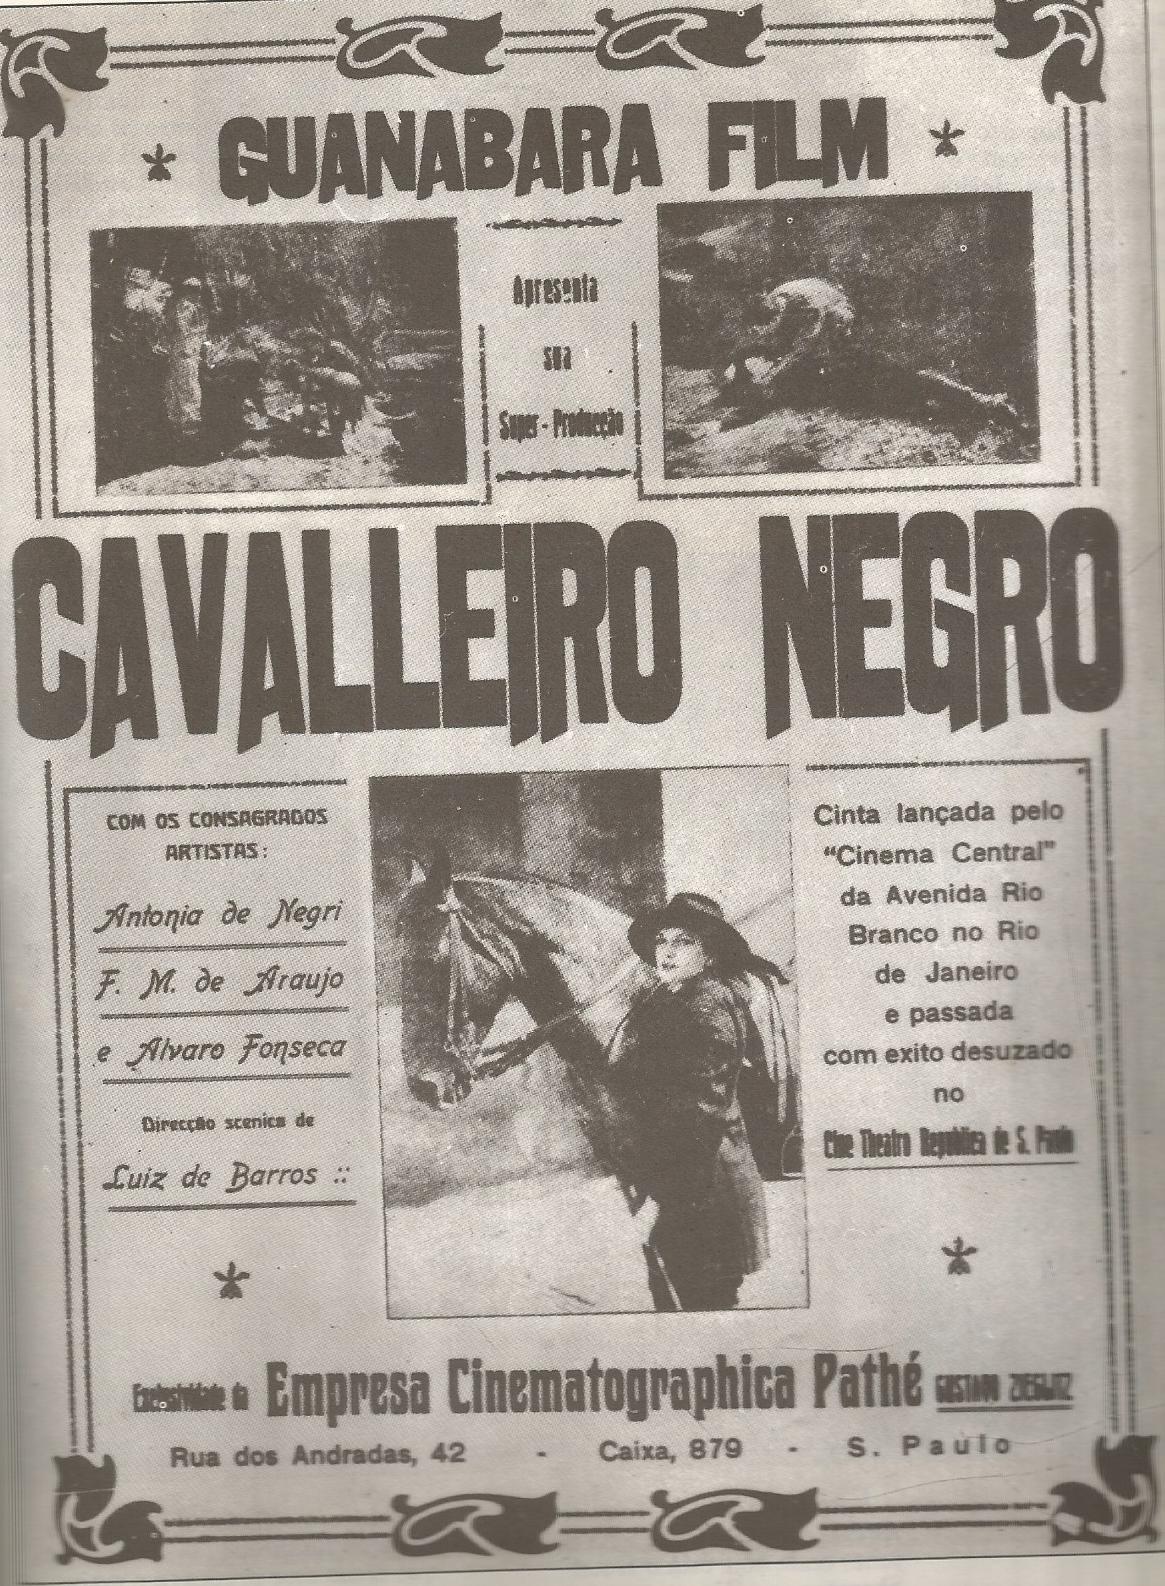 GUANABARA FILM
Apresenta
sua
Super-Producção
CAVALLEIRO NEGRO
COM OS CONSAGRADOS
ARTISTAS:
Antonia de Negri
F. M. de Araujo
e Alvaro Fonseca
Direcção scenica de
Luiz de Barros ::
Cinta lançada pelo
"Cinema Central"
da Avenida Rio
Branco no Rio
de Janeiro
e passada
com exito desuzado
no
Cine Theatro Republica de S. Paulo
Exclusividade da Empresa Cinematographica Pathé GUSTAVO
Rua dos Andradas, 42 - Caixa, 879 - S. Paulo